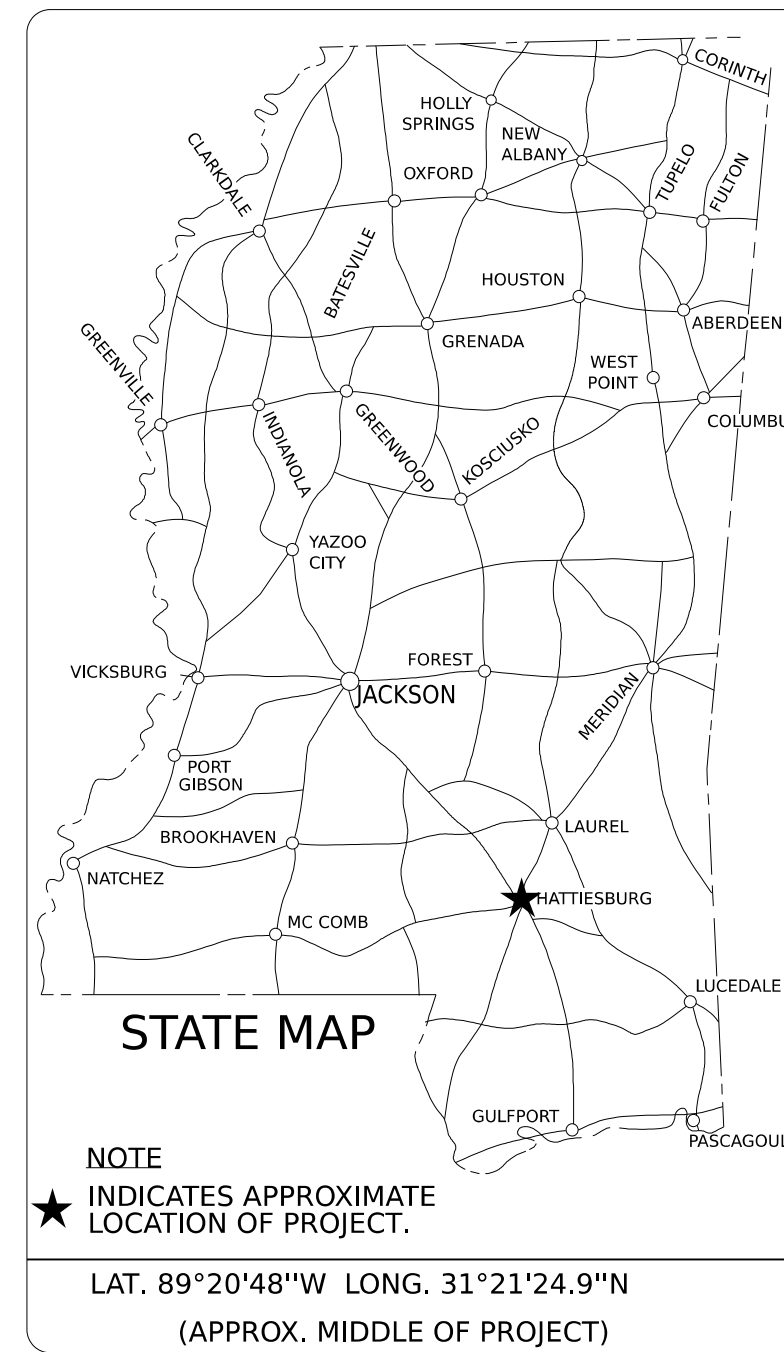 CORINTH
HOLLY
SPRINGS
NEW
ALBANY
CLARKDALE
OXFORD
TUPELO
FULTON
BATESVILLE
HOUSTON
GREENVILLE
GRENADA
ABERDEEN
WEST
POINT
INDIANOLA
GREENWOOD
KOSCIUSKO
COLUMBU
YAZOO
CITY
VICKSBURG
FOREST
JACKSON
MERIDIAN
PORT
GIBSON
BROOKHAVEN
LAUREL
NATCHEZ
HATTIESBURG
MC COMB
LUCEDALE
STATE MAP
GULFPORT
PASCAGOUL
NOTE
INDICATES APPROXIMATE
LOCATION OF PROJECT.
LAT. 89°20'48"W LONG. 31°21'24.9"N
(APPROX. MIDDLE OF PROJECT)